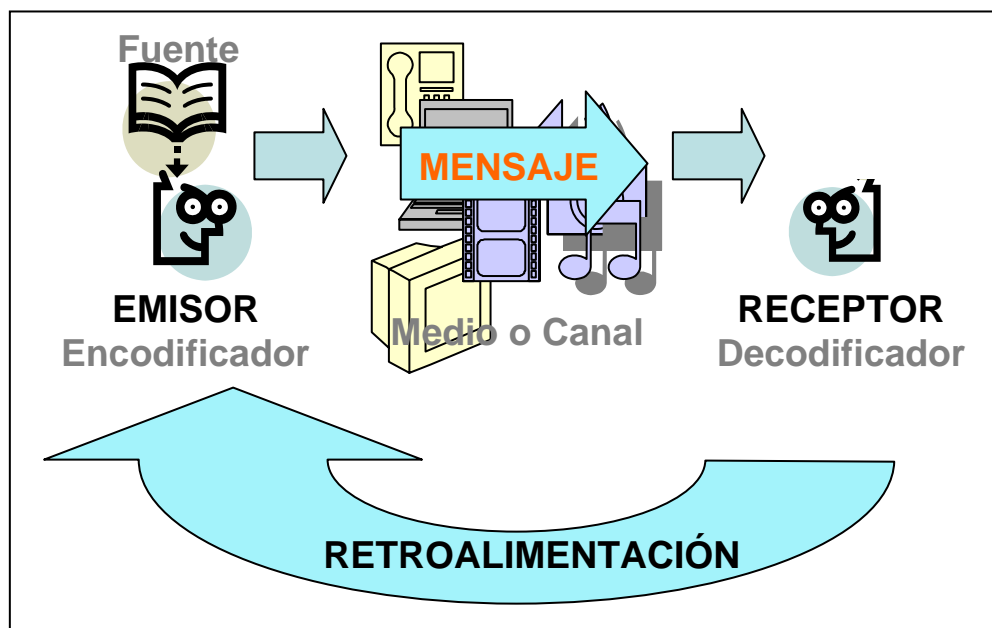 Fuente
MENSAJE
Medio o Canal
EMISOR
Encodificador
RECEPTOR
Decodificador
RETROALIMENTACIÓN